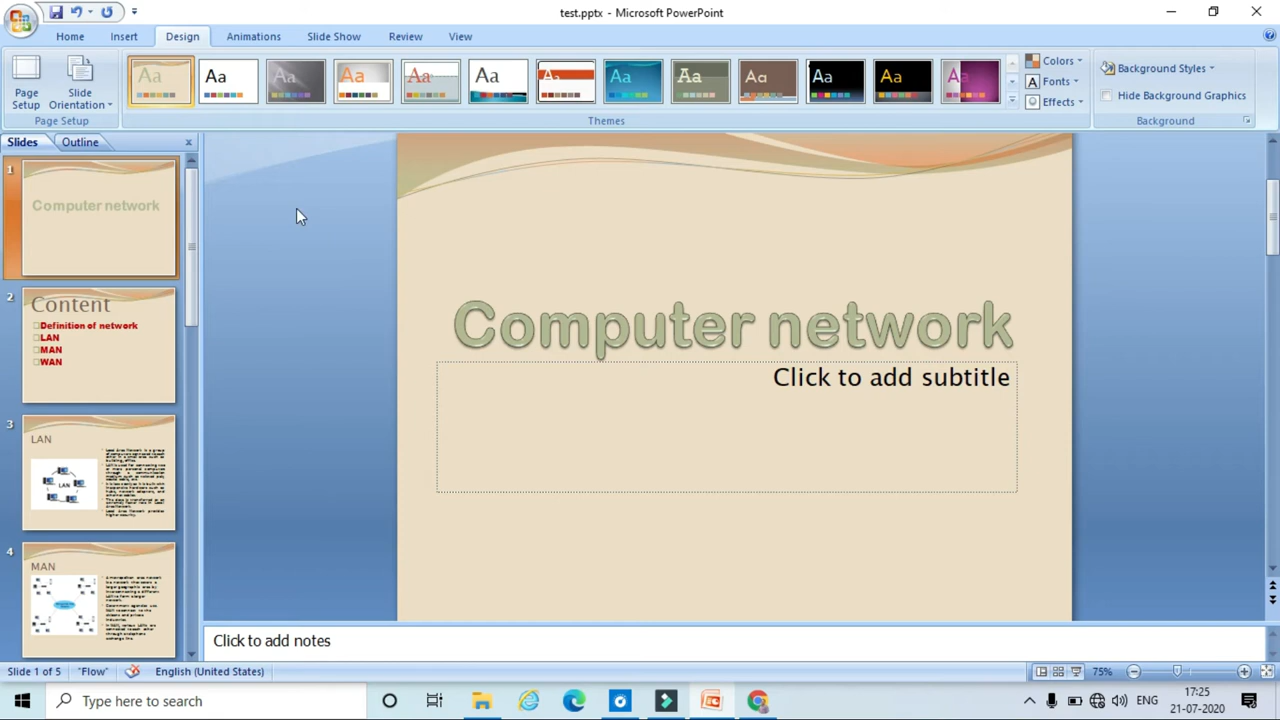 test.pptx - Microsoft PowerPoint
Home Insert Design Animations Slide Show Review View
Aa Aa Aa Aa Aa Aa Aa Aa Aa Aa Aa Aa Aa
Page Setup
Slide Orientation
Colors
Fonts
Effects
Background Styles
Hide Background Graphics
Page Setup
Themes
Background
Slides Outline
1
Computer network
2
Content
Definition of network
LAN
MAN
WAN
3
LAN
LAN
4
MAN
Computer network
Click to add subtitle
Click to add notes
Slide 1 of 5 "Flow" English (United States) 75%
Type here to search
ENG
17:25
21-07-2020